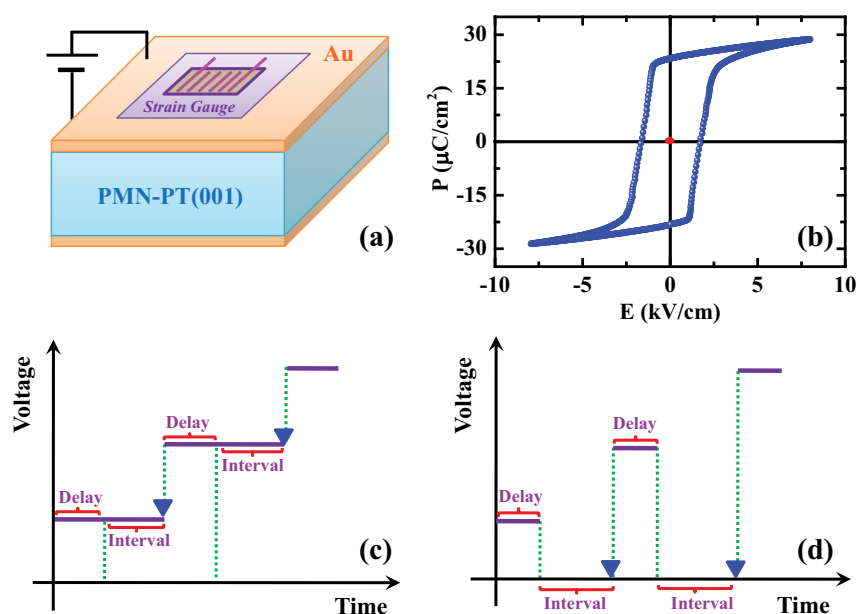 Au
Strain Gauge
PMN-PT(001)
(a)
P (μC/cm²)
30
15
0
-15
-30
-10
-5
0
5
10
E (kV/cm)
(b)
Voltage
Delay
Interval
Delay
Interval
(c)
Time
Voltage
Delay
Delay
Interval
Interval
(d)
Time